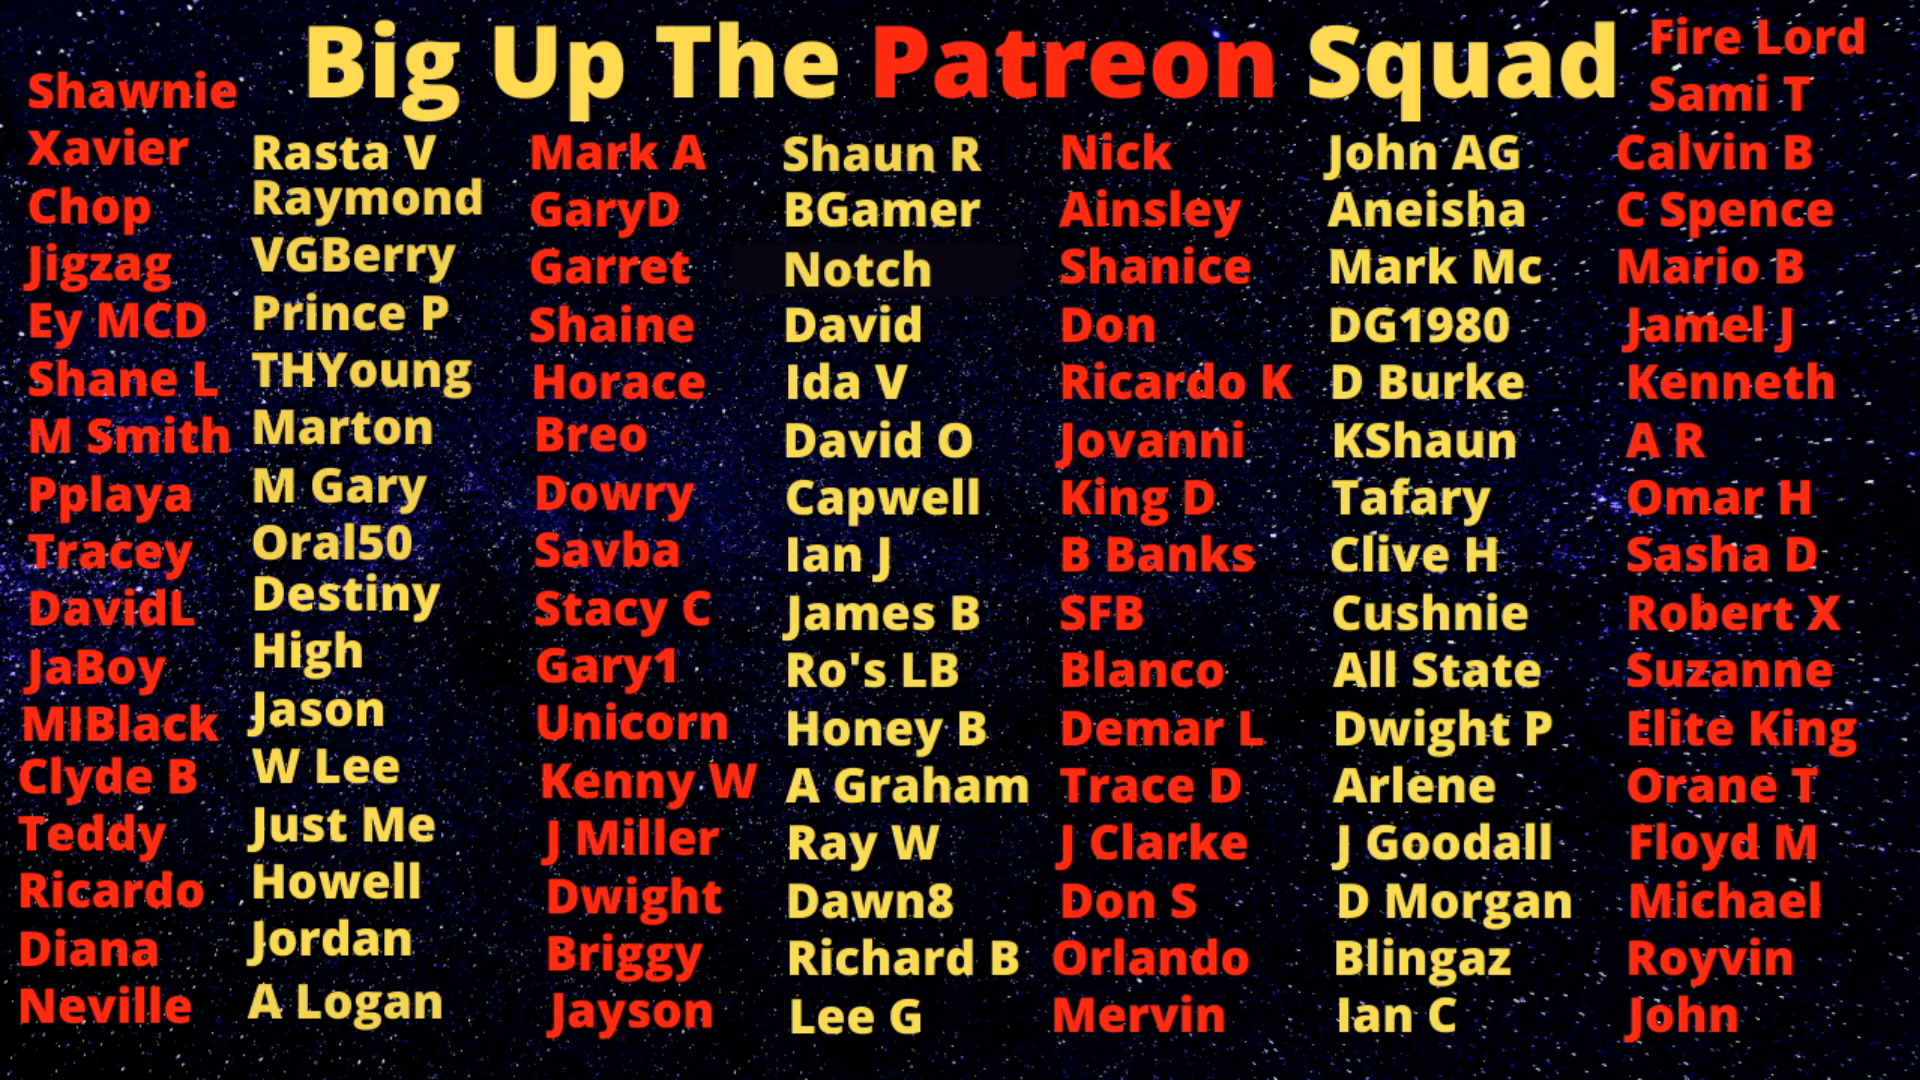 Big Up The Patreon Squad
Shawnie
Xavier
Chop
Jigzag
Ey MCD
Shane L
M Smith
Pplaya
Tracey
DavidL
JaBoy
MIBlack
Clyde B
Teddy
Ricardo
Diana
Neville
Rasta V
Raymond
VGBerry
Prince P
THYoung
Marton
M Gary
Oral50
Destiny
High
Jason
W Lee
Just Me
Howell
Jordan
A Logan
Mark A
GaryD
Garret
Shaine
Horace
Breo
Dowry
Savba
Stacy C
Gary1
Unicorn
Kenny W
J Miller
Dwight
Briggy
Jayson
Shaun R
BGamer
Notch
David
Ida V
David O
Capwell
Ian J
James B
Ro's LB
Honey B
A Graham
Ray W
Dawn8
Richard B
Lee G
Nick
Ainsley
Shanice
Don
Ricardo K
Jovanni
King D
B Banks
SFB
Blanco
Demar L
Trace D
J Clarke
Don S
Orlando
Mervin
John AG
Aneisha
Mark Mc
DG1980
D Burke
KShaun
Tafary
Clive H
Cushnie
All State
Dwight P
Arlene
J Goodall
D Morgan
Blingaz
Ian C
Fire Lord
Sami T
Calvin B
C Spence
Mario B
Jamel J
Kenneth
A R
Omar H
Sasha D
Robert X
Suzanne
Elite King
Orane T
Floyd M
Michael
Royvin
John